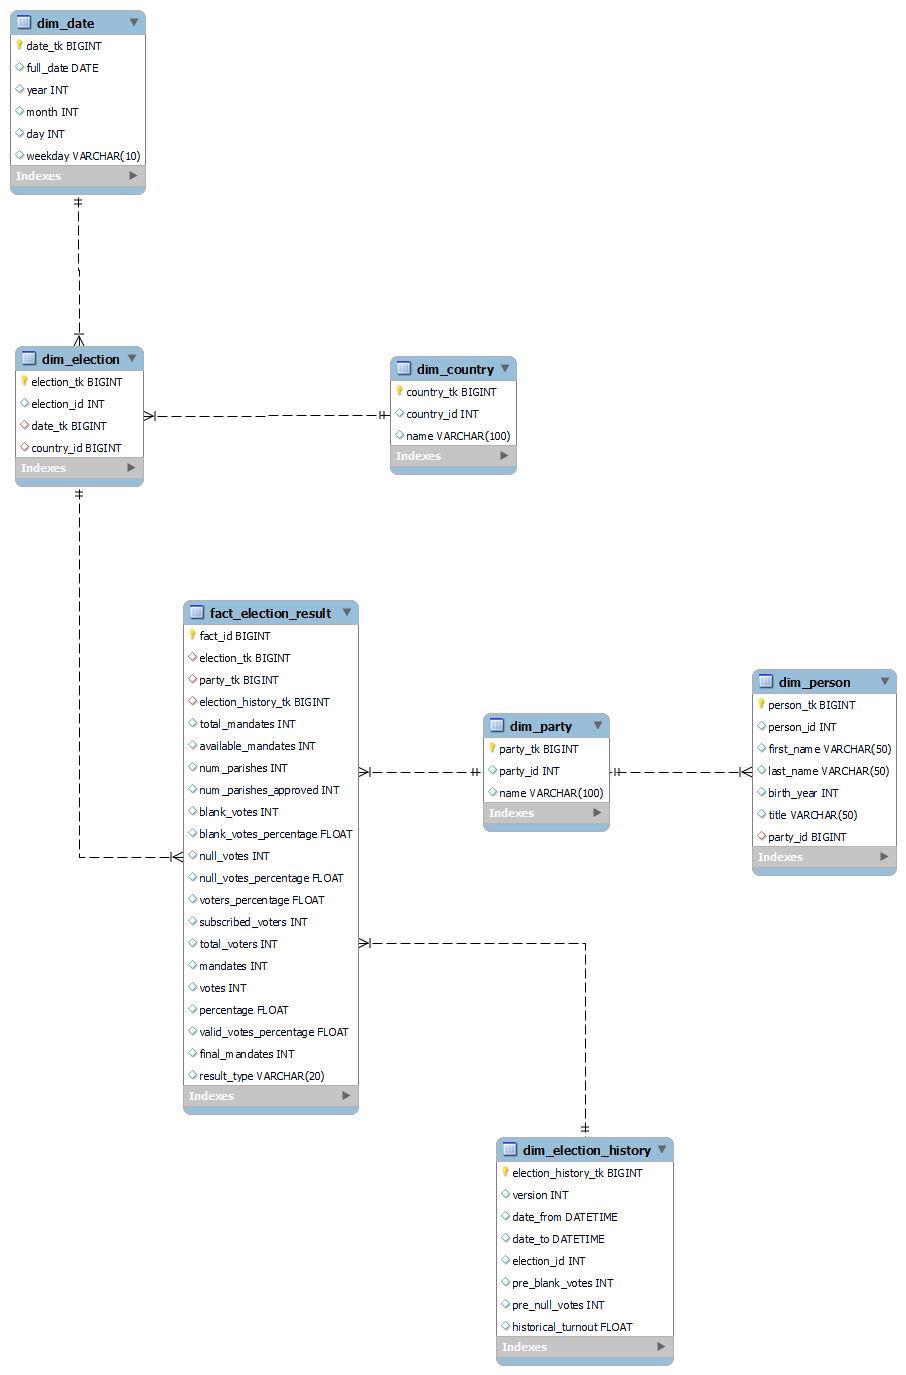 dim_date
date_tk BIGINT
full_date DATE
year INT
month INT
day INT
weekday VARCHAR(10)
Indexes
dim_election
election_tk BIGINT
election_id INT
date_tk BIGINT
country_id BIGINT
Indexes
dim_country
country_tk BIGINT
country_id INT
name VARCHAR(100)
Indexes
fact_election_result
fact_id BIGINT
election_tk BIGINT
party_tk BIGINT
election_history_tk BIGINT
total_mandates INT
available_mandates INT
num_parishes INT
num_parishes_approved INT
blank_votes INT
blank_votes_percentage FLOAT
null_votes INT
null_votes_percentage FLOAT
voters_percentage FLOAT
subscribed_voters INT
total_voters INT
mandates INT
votes INT
percentage FLOAT
valid_votes_percentage FLOAT
final_mandates INT
result_type VARCHAR(20)
Indexes
dim_party
party_tk BIGINT
party_id INT
name VARCHAR(100)
Indexes
dim_person
person_tk BIGINT
person_id INT
first_name VARCHAR(50)
last_name VARCHAR(50)
birth_year INT
title VARCHAR(50)
party_id BIGINT
Indexes
dim_election_history
election_history_tk BIGINT
version INT
date_from DATETIME
date_to DATETIME
election_id INT
pre_blank_votes INT
pre_null_votes INT
historical_turnout FLOAT
Indexes